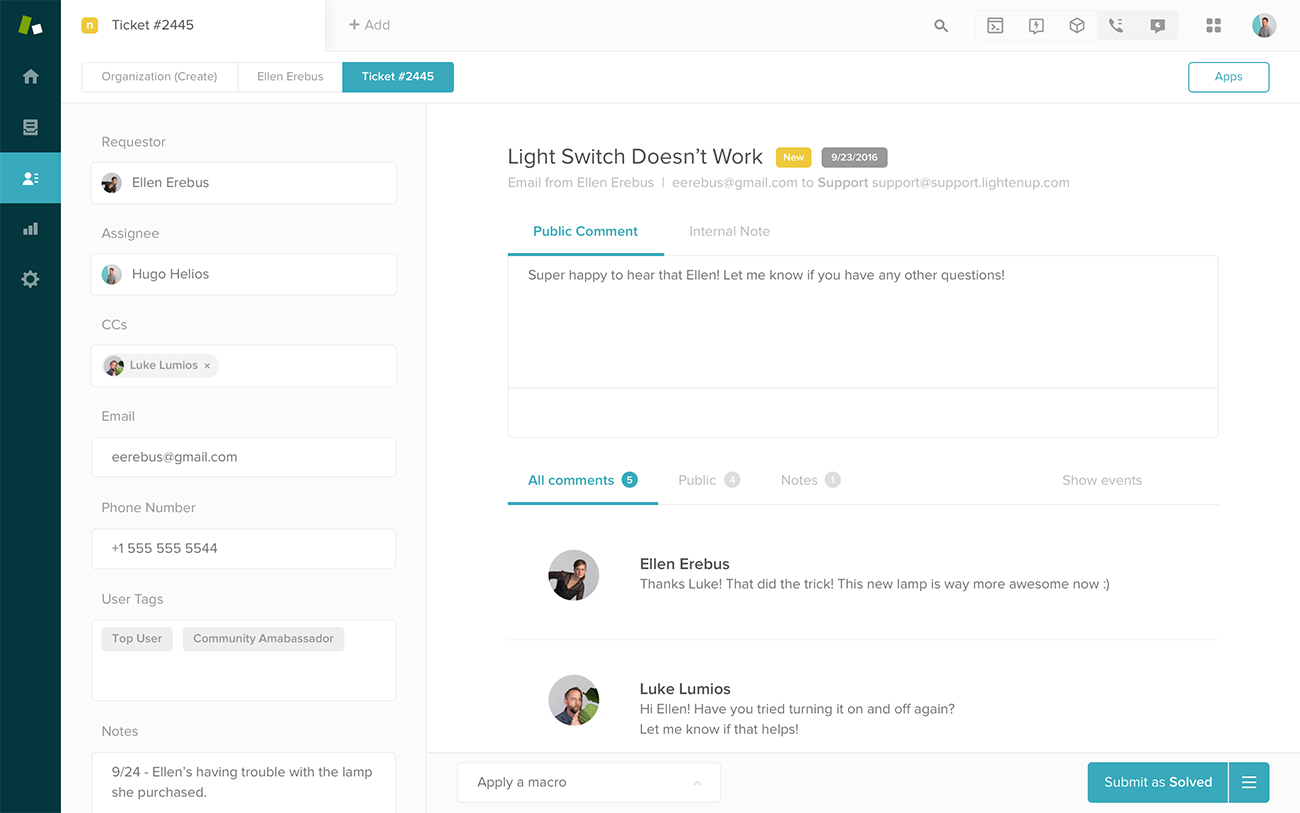 n Ticket #2445
+ Add
Organization (Create)
Ellen Erebus
Ticket #2445
Apps
Requestor
Ellen Erebus
Assignee
Hugo Helios
CCs
Luke Lumios ×
Email
eerebus@gmail.com
Phone Number
+1 555 555 5544
User Tags
Top User
Community Amabassador
Notes
9/24 - Ellen’s having trouble with the lamp
she purchased.
Light Switch Doesn’t Work New 9/23/2016
Email from Ellen Erebus | eerebus@gmail.com to Support support@support.lightenup.com
Public Comment
Internal Note
Super happy to hear that Ellen! Let me know if you have any other questions!
All comments 5
Public 4
Notes 1
Show events
Ellen Erebus
Thanks Luke! That did the trick! This new lamp is way more awesome now :)
Luke Lumios
Hi Ellen! Have you tried turning it on and off again?
Let me know if that helps!
Apply a macro
Submit as Solved